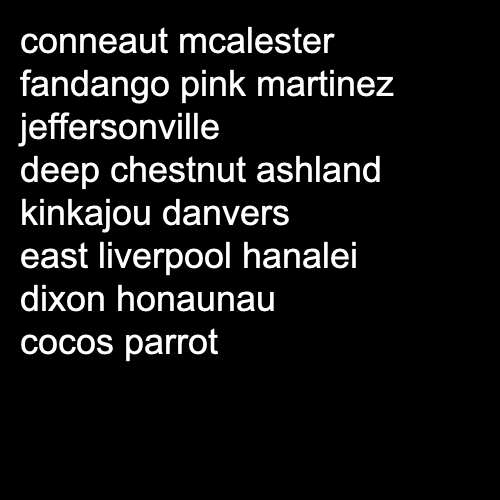 conneaut mcalester
fandango pink martinez
jeffersonville
deep chestnut ashland
kinkajou danvers
east liverpool hanalei
dixon honaunau
cocos parrot